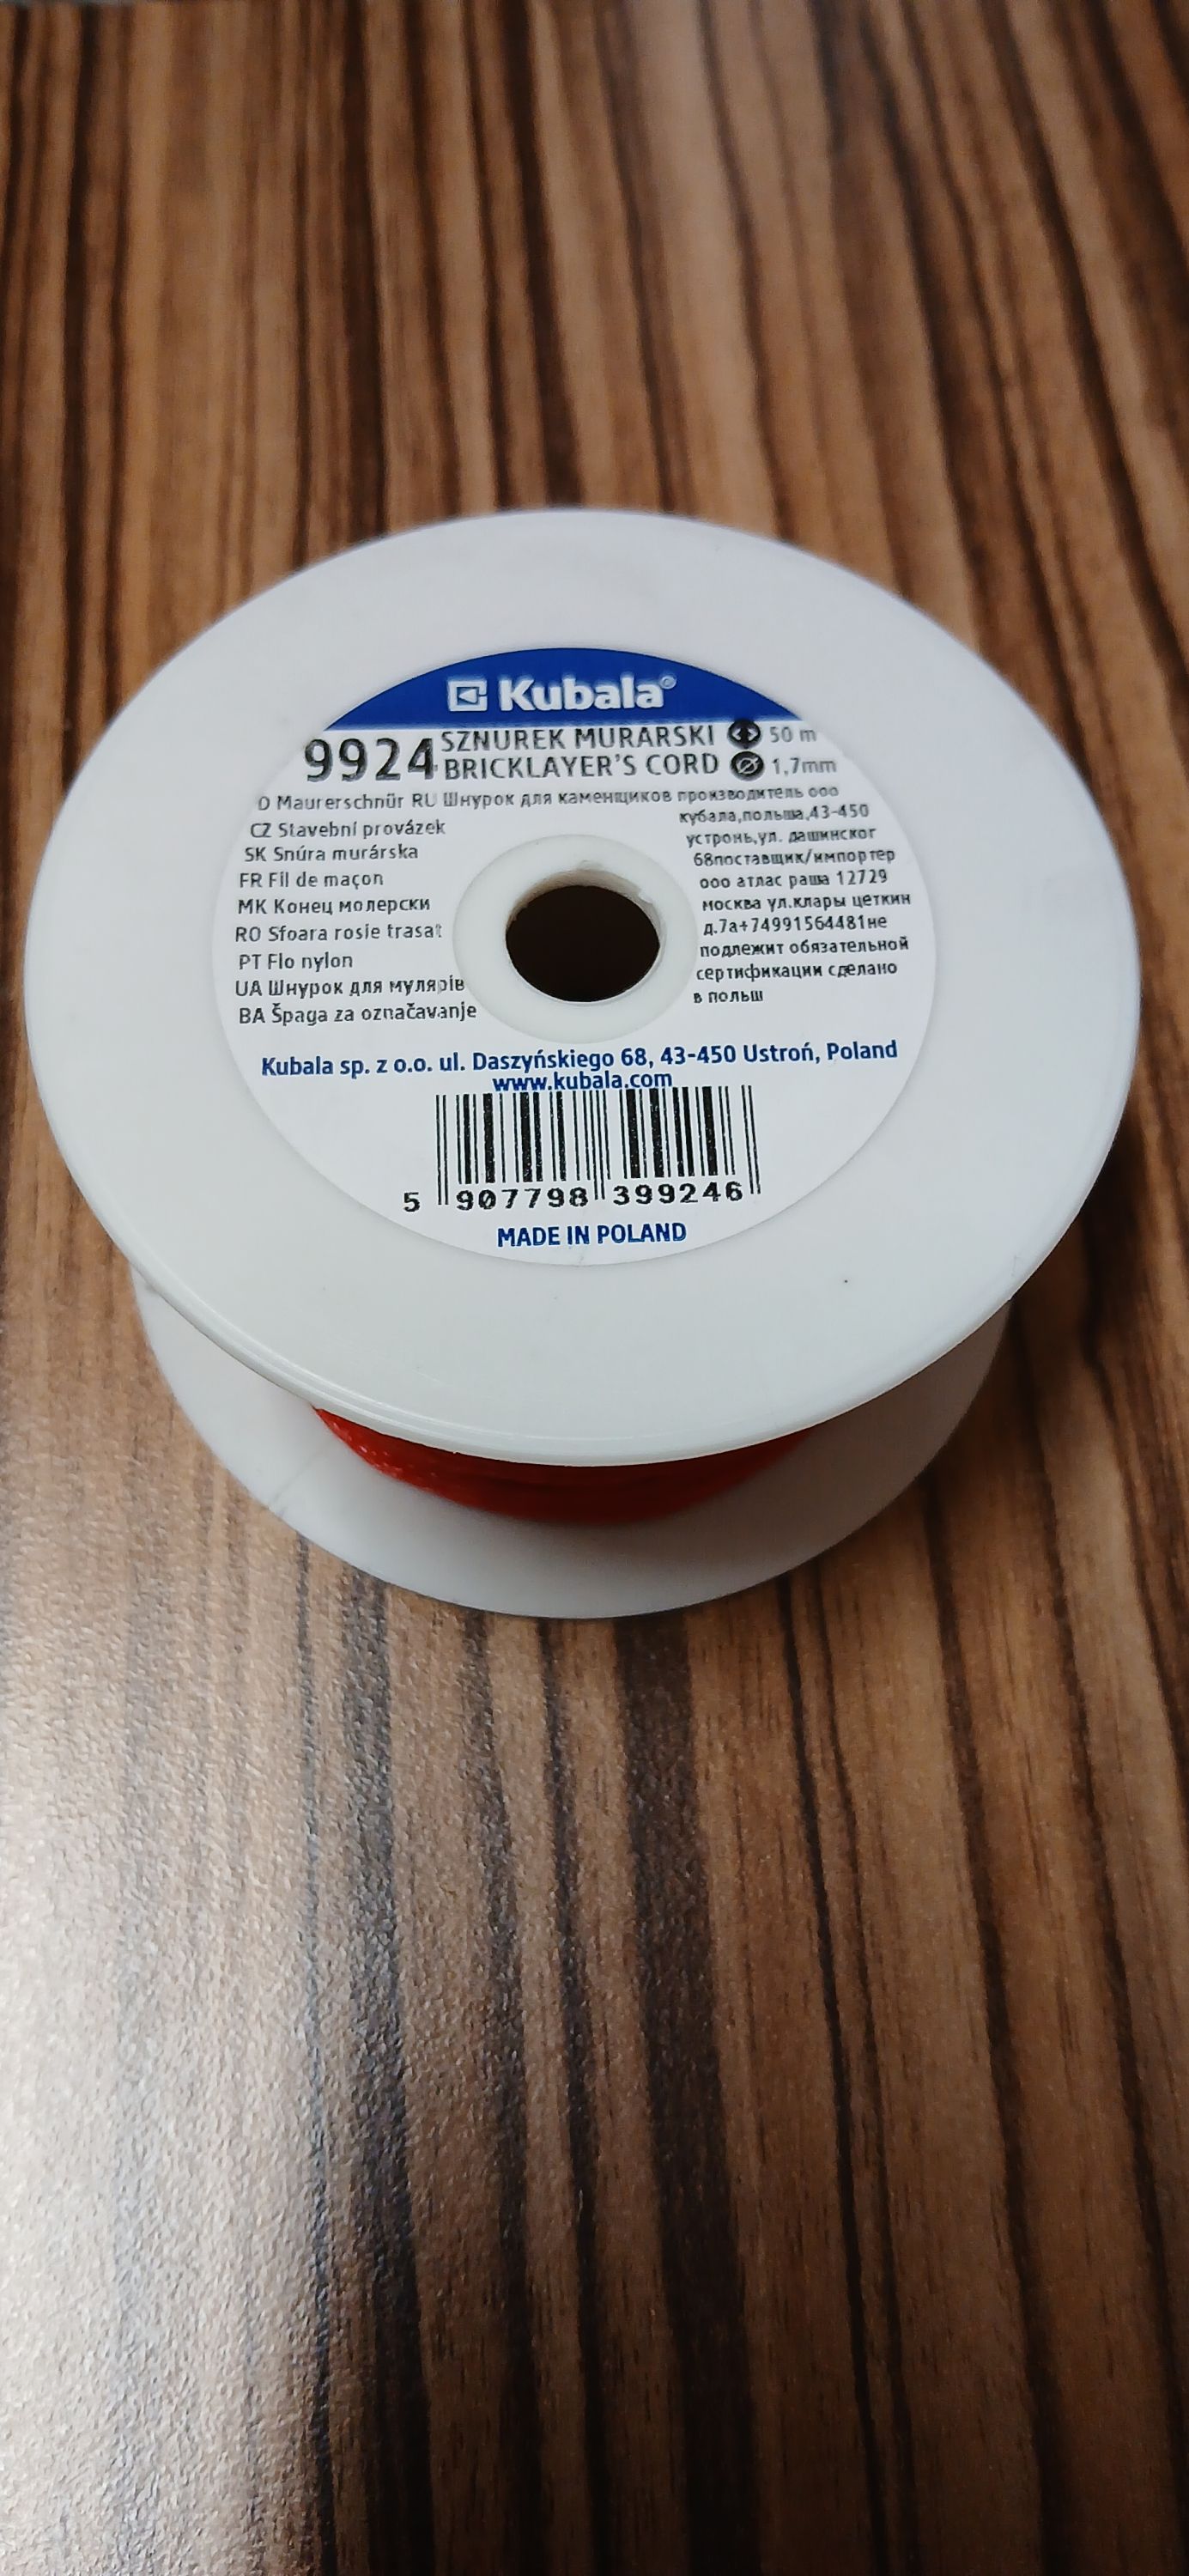 Kubala®
9924 SZNUREK MURARSKI 50 m
BRICKLAYER'S CORD 1,7mm
D Maurerschnür RU Шнурок для каменщиков производитель ооо
кубала,польша,43-450
устронь,ул. дашинског
68поставщик/импортер
ооо атлас раша 12729
москва ул.клары цеткин
д.7а+74991564481не
подлежит обязательной
сертификации сделано
в польш
CZ Stavební provázek
SK Snúra murárska
FR Fil de maçon
MK Конец молерски
RO Sfoara rosie trasat
PT Flo nylon
UA Шнурок для мулярів
BA Špaga za označavanje
Kubala sp. z o.o. ul. Daszyńskiego 68, 43-450 Ustroń, Poland
www.kubala.com
5 907798 399246
MADE IN POLAND